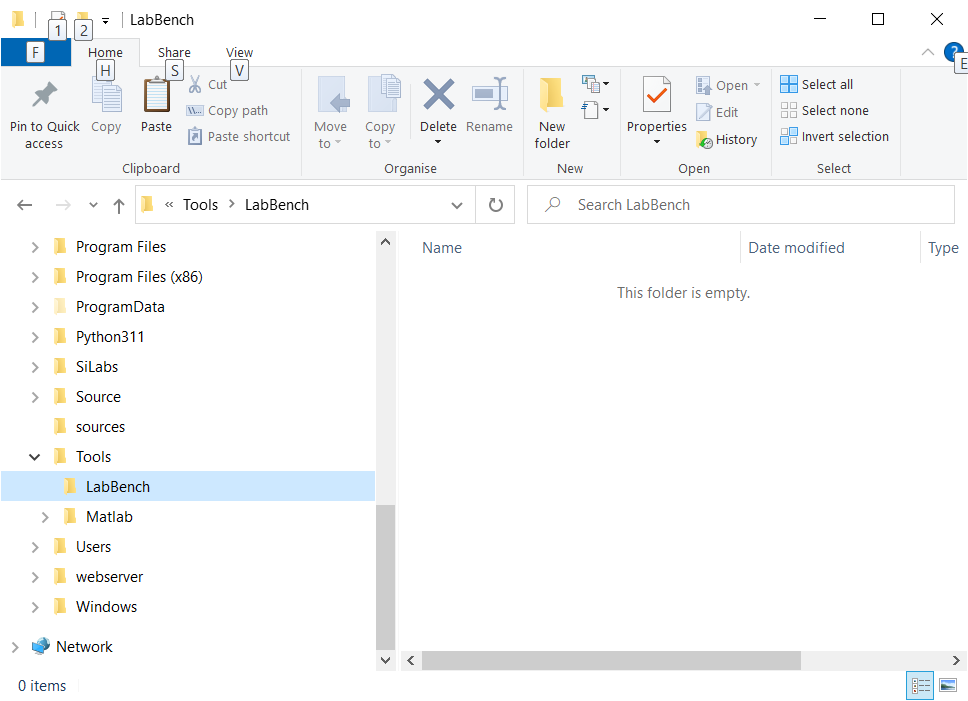 LabBench
1 2
F Home Share View ? E
H S V
Pin to Quick access
Copy
Paste
Cut
Copy path
Paste shortcut
Clipboard
Move to
Copy to
Delete
Rename
Organise
New folder
New
Properties
Open
Edit
History
Open
Select all
Select none
Invert selection
Select
« Tools LabBench
Search LabBench
Name Date modified Type
This folder is empty.
Program Files
Program Files (x86)
ProgramData
Python311
SiLabs
Source
sources
Tools
LabBench
Matlab
Users
webserver
Windows
Network
0 items